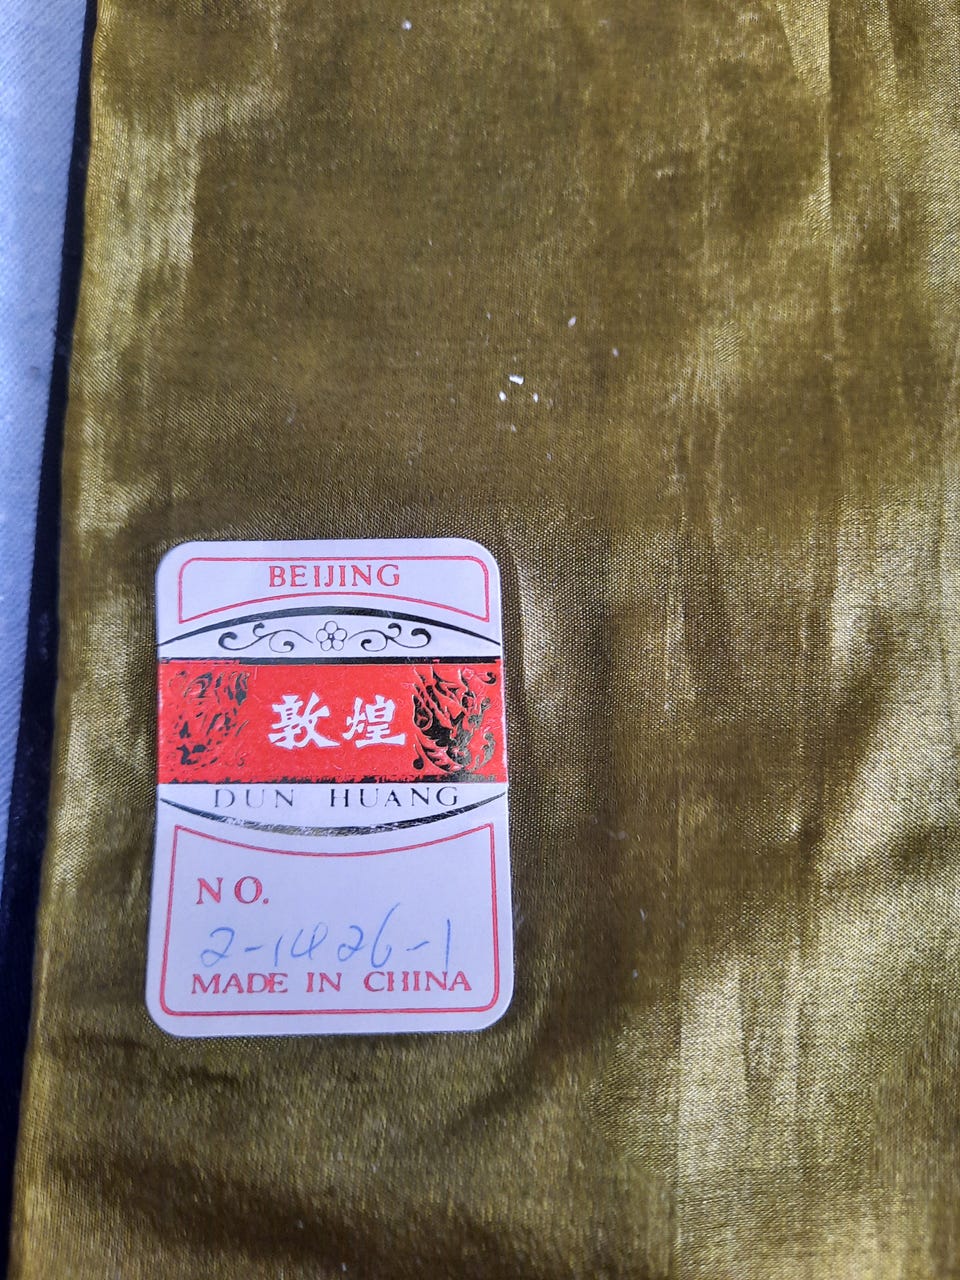 BEIJING
敦煌
DUN HUANG
NO.
2-1426-1
MADE IN CHINA